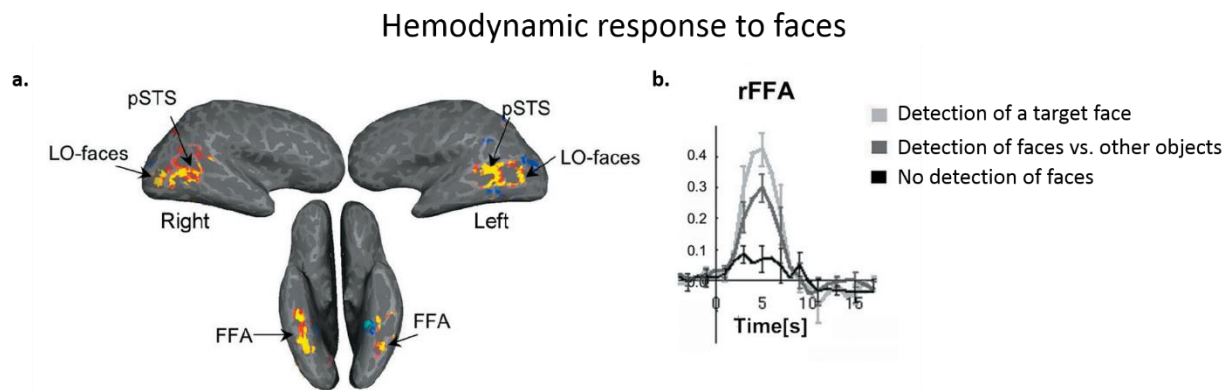 Hemodynamic response to faces
a.
pSTS
LO-faces
Right
pSTS
LO-faces
Left
FFA
FFA
b.
rFFA
0.4
0.3
0.2
0.1
0.0
0 5 10 15
Time[s]
Detection of a target face
Detection of faces vs. other objects
No detection of faces